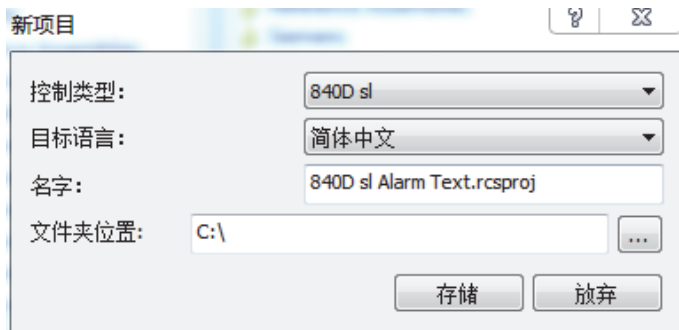 新项目
控制类型: 840D sl
目标语言: 简体中文
名字: 840D sl Alarm Text.rcsproj
文件夹位置: C:\ ...
存储 放弃